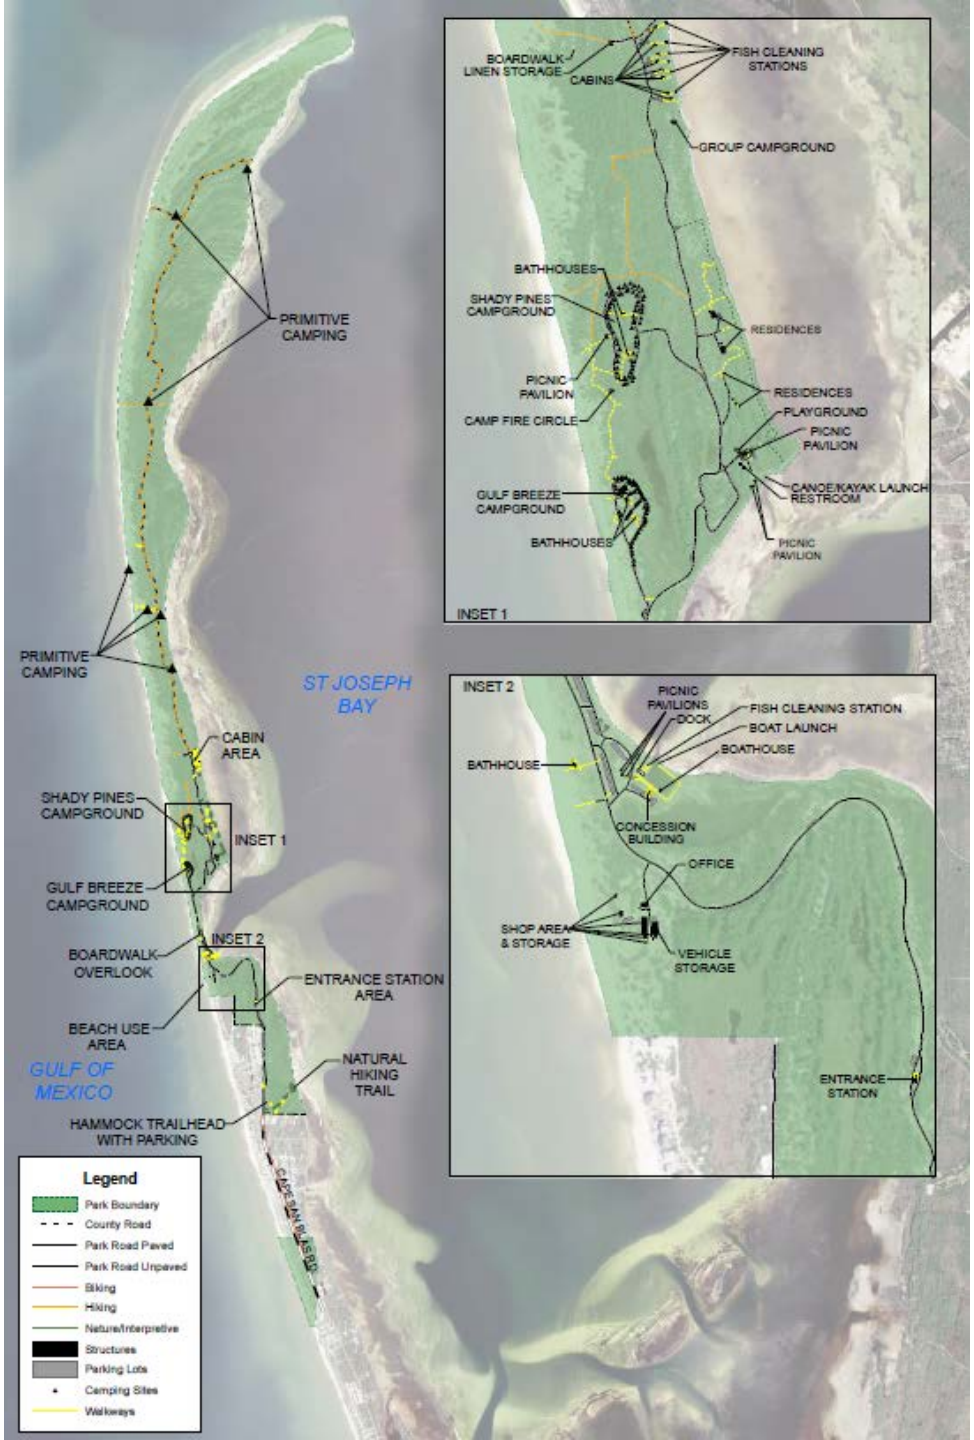 BOARDWALK
LINEN STORAGE
CABINS
FISH CLEANING
STATIONS
GROUP CAMPGROUND
BATHHOUSES
SHADY PINES
CAMPGROUND
RESIDENCES
PICNIC
PAVILION
RESIDENCES
PLAYGROUND
CAMP FIRE CIRCLE
PICNIC
PAVILION
GULF BREEZE
CAMPGROUND
CANOE/KAYAK LAUNCH
RESTROOM
BATHHOUSES
PICNIC
PAVILION
INSET 1
PRIMITIVE
CAMPING
PRIMITIVE
CAMPING
ST JOSEPH
BAY
CABIN
AREA
SHADY PINES
CAMPGROUND
INSET 1
GULF BREEZE
CAMPGROUND
INSET 2
BOARDWALK
OVERLOOK
ENTRANCE STATION
AREA
BEACH USE
AREA
GULF OF
MEXICO
NATURAL
HIKING
TRAIL
HAMMOCK TRAILHEAD
WITH PARKING
CAPE SAN BLAS RD
INSET 2
PICNIC
PAVILIONS
DOCK
FISH CLEANING STATION
BOAT LAUNCH
BOATHOUSE
BATHHOUSE
CONCESSION
BUILDING
OFFICE
SHOP AREA
& STORAGE
VEHICLE
STORAGE
ENTRANCE
STATION
Legend
Park Boundary
County Road
Park Road Paved
Park Road Unpaved
Biking
Hiking
Nature/Interpretive
Structures
Parking Lots
Camping Sites
Walkways